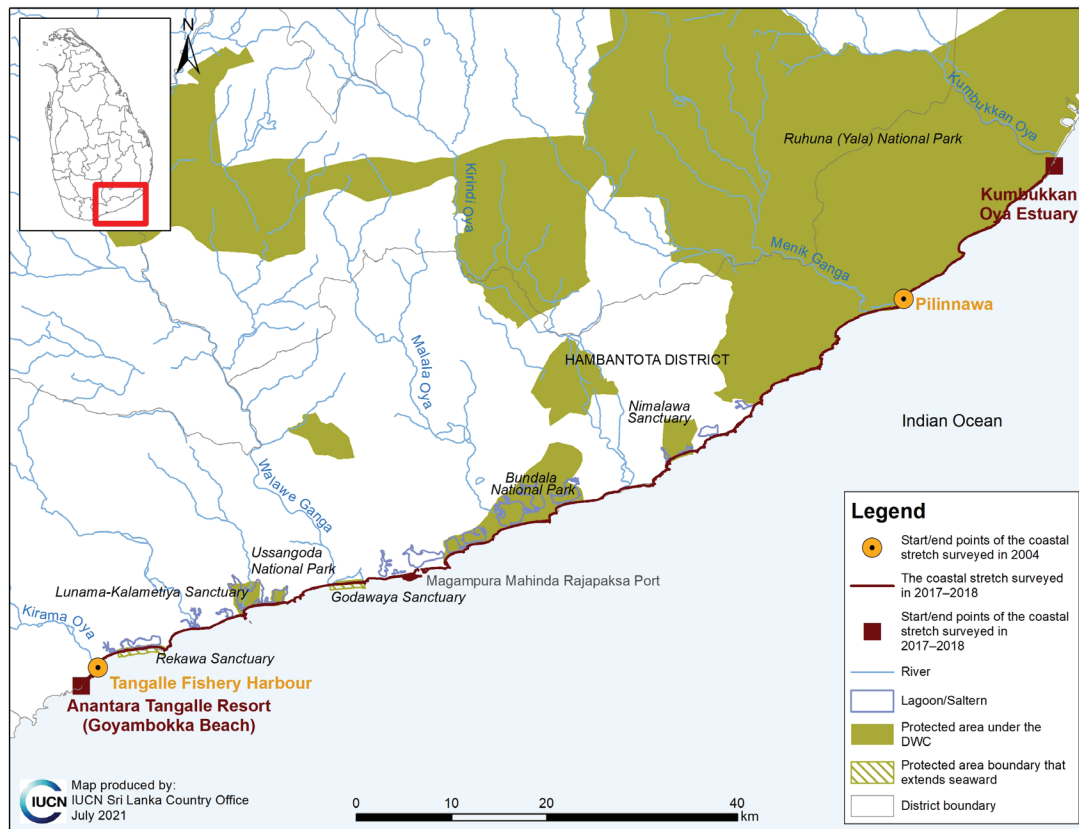 N
Kumbukkan Oya
Ruhuna (Yala) National Park
Kirindi Oya
Kumbukkan
Oya Estuary
Menik Ganga
Pilinnawa
Malala Oya
HAMBANTOTA DISTRICT
Nimalawa
Sanctuary
Indian Ocean
Walawe Ganga
Bundala
National Park
Ussangoda
National Park
Lunama-Kalametiya Sanctuary
Magampura Mahinda Rajapaksa Port
Godawaya Sanctuary
Kirama Oya
Rekawa Sanctuary
Tangalle Fishery Harbour
Anantara Tangalle Resort
(Goyambokka Beach)
Legend
Start/end points of the coastal
stretch surveyed in 2004
The coastal stretch surveyed
in 2017–2018
Start/end points of the coastal
stretch surveyed in
2017–2018
River
Lagoon/Saltern
Protected area under the
DWC
Protected area boundary that
extends seaward
District boundary
IUCN
Map produced by:
IUCN Sri Lanka Country Office
July 2021
0 10 20 40
km